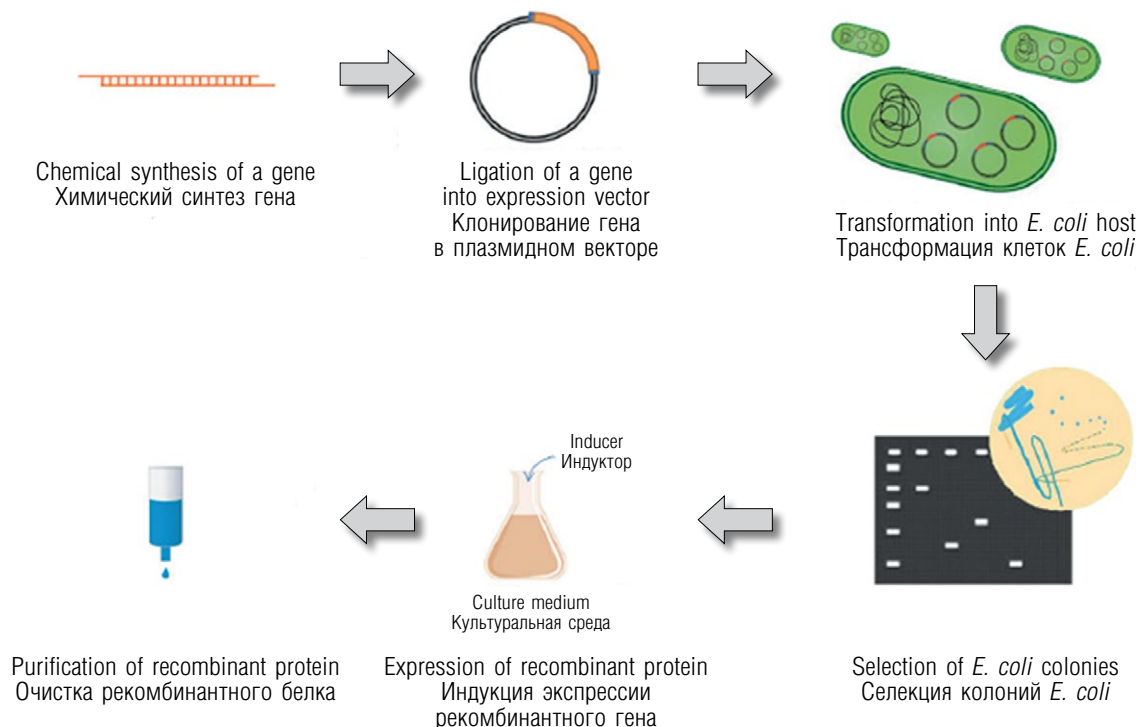 Chemical synthesis of a gene
Химический синтез гена
Ligation of a gene
into expression vector
Клонирование гена
в плазмидном векторе
Transformation into E. coli host
Трансформация клеток E. coli
Inducer
Индуктор
Culture medium
Культуральная среда
Purification of recombinant protein
Очистка рекомбинантного белка
Expression of recombinant protein
Индукция экспрессии
рекомбинантного гена
Selection of E. coli colonies
Селекция колоний E. coli